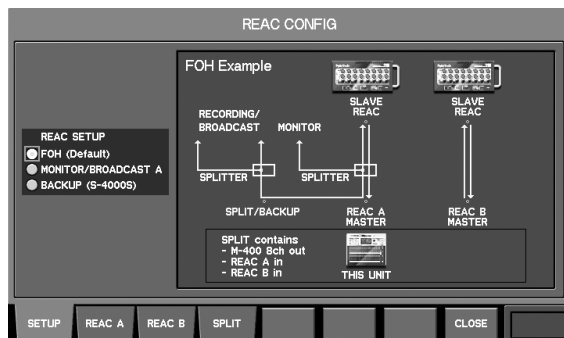 REAC CONFIG
FOH Example
SLAVE
REAC
SLAVE
REAC
RECORDING/
BROADCAST
MONITOR
REAC SETUP
FOH (Default)
MONITOR/BROADCAST A
BACKUP (S-4000S)
SPLITTER
SPLITTER
SPLIT/BACKUP
REAC A
MASTER
REAC B
MASTER
SPLIT contains
- M-400 8ch out
- REAC A in
- REAC B in
THIS UNIT
SETUP
REAC A
REAC B
SPLIT
CLOSE